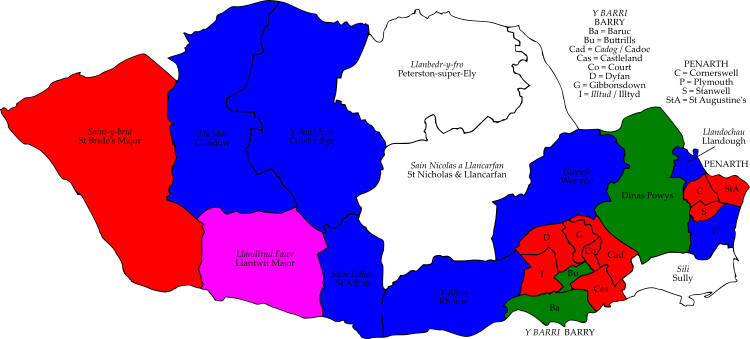 Y BARRI
BARRY
Ba = Baruc
Bu = Buttrills
Cad = Cadog / Cadoc
Cas = Castleland
Co = Court
D = Dyfan
G = Gibbonsdown
I = Illtud / Illtyd
PENARTH
C = Cornerswell
P = Plymouth
S = Stanwell
StA = St Augustine's
Llanbedr-y-fro
Peterston-super-Ely
Llandochau
Llandough
PENARTH
Saint-y-brid
St Bride's Major
Llandw
Llandow
Y Bont-faen
Cowbridge
Sain Nicolas a Llancarfan
St Nicholas & Llancarfan
Gwenfô
Wenvoe
Dinas Powys
C
StA
S
P
Llanilltud Fawr
Llantwit Major
Sain Tathan
St Athan
Y Rhws
Rhoose
D
G
Co
Cad
I
Bu
Cas
Ba
Sili
Sully
Y BARRI BARRY